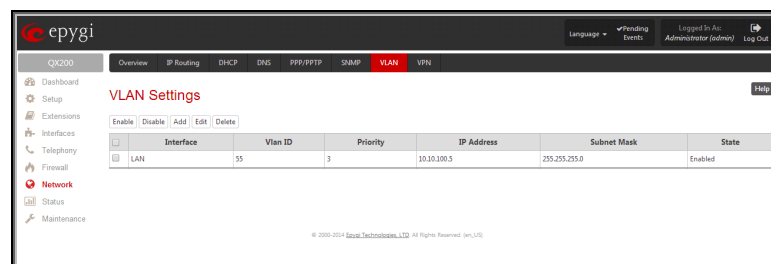 epygi
Language
Pending Events
Logged In As:
Administrator (admin)
Log Out
QX200
Overview IP Routing DHCP DNS PPP/PPTP SNMP VLAN VPN
Dashboard
Setup
Extensions
Interfaces
Telephony
Firewall
Network
Status
Maintenance
VLAN Settings
Help
Enable Disable Add Edit Delete
Interface Vlan ID Priority IP Address Subnet Mask State
LAN 55 3 10.10.100.5 255.255.255.0 Enabled
© 2000-2014 Epygi Technologies, LTD. All Rights Reserved. (en_US)